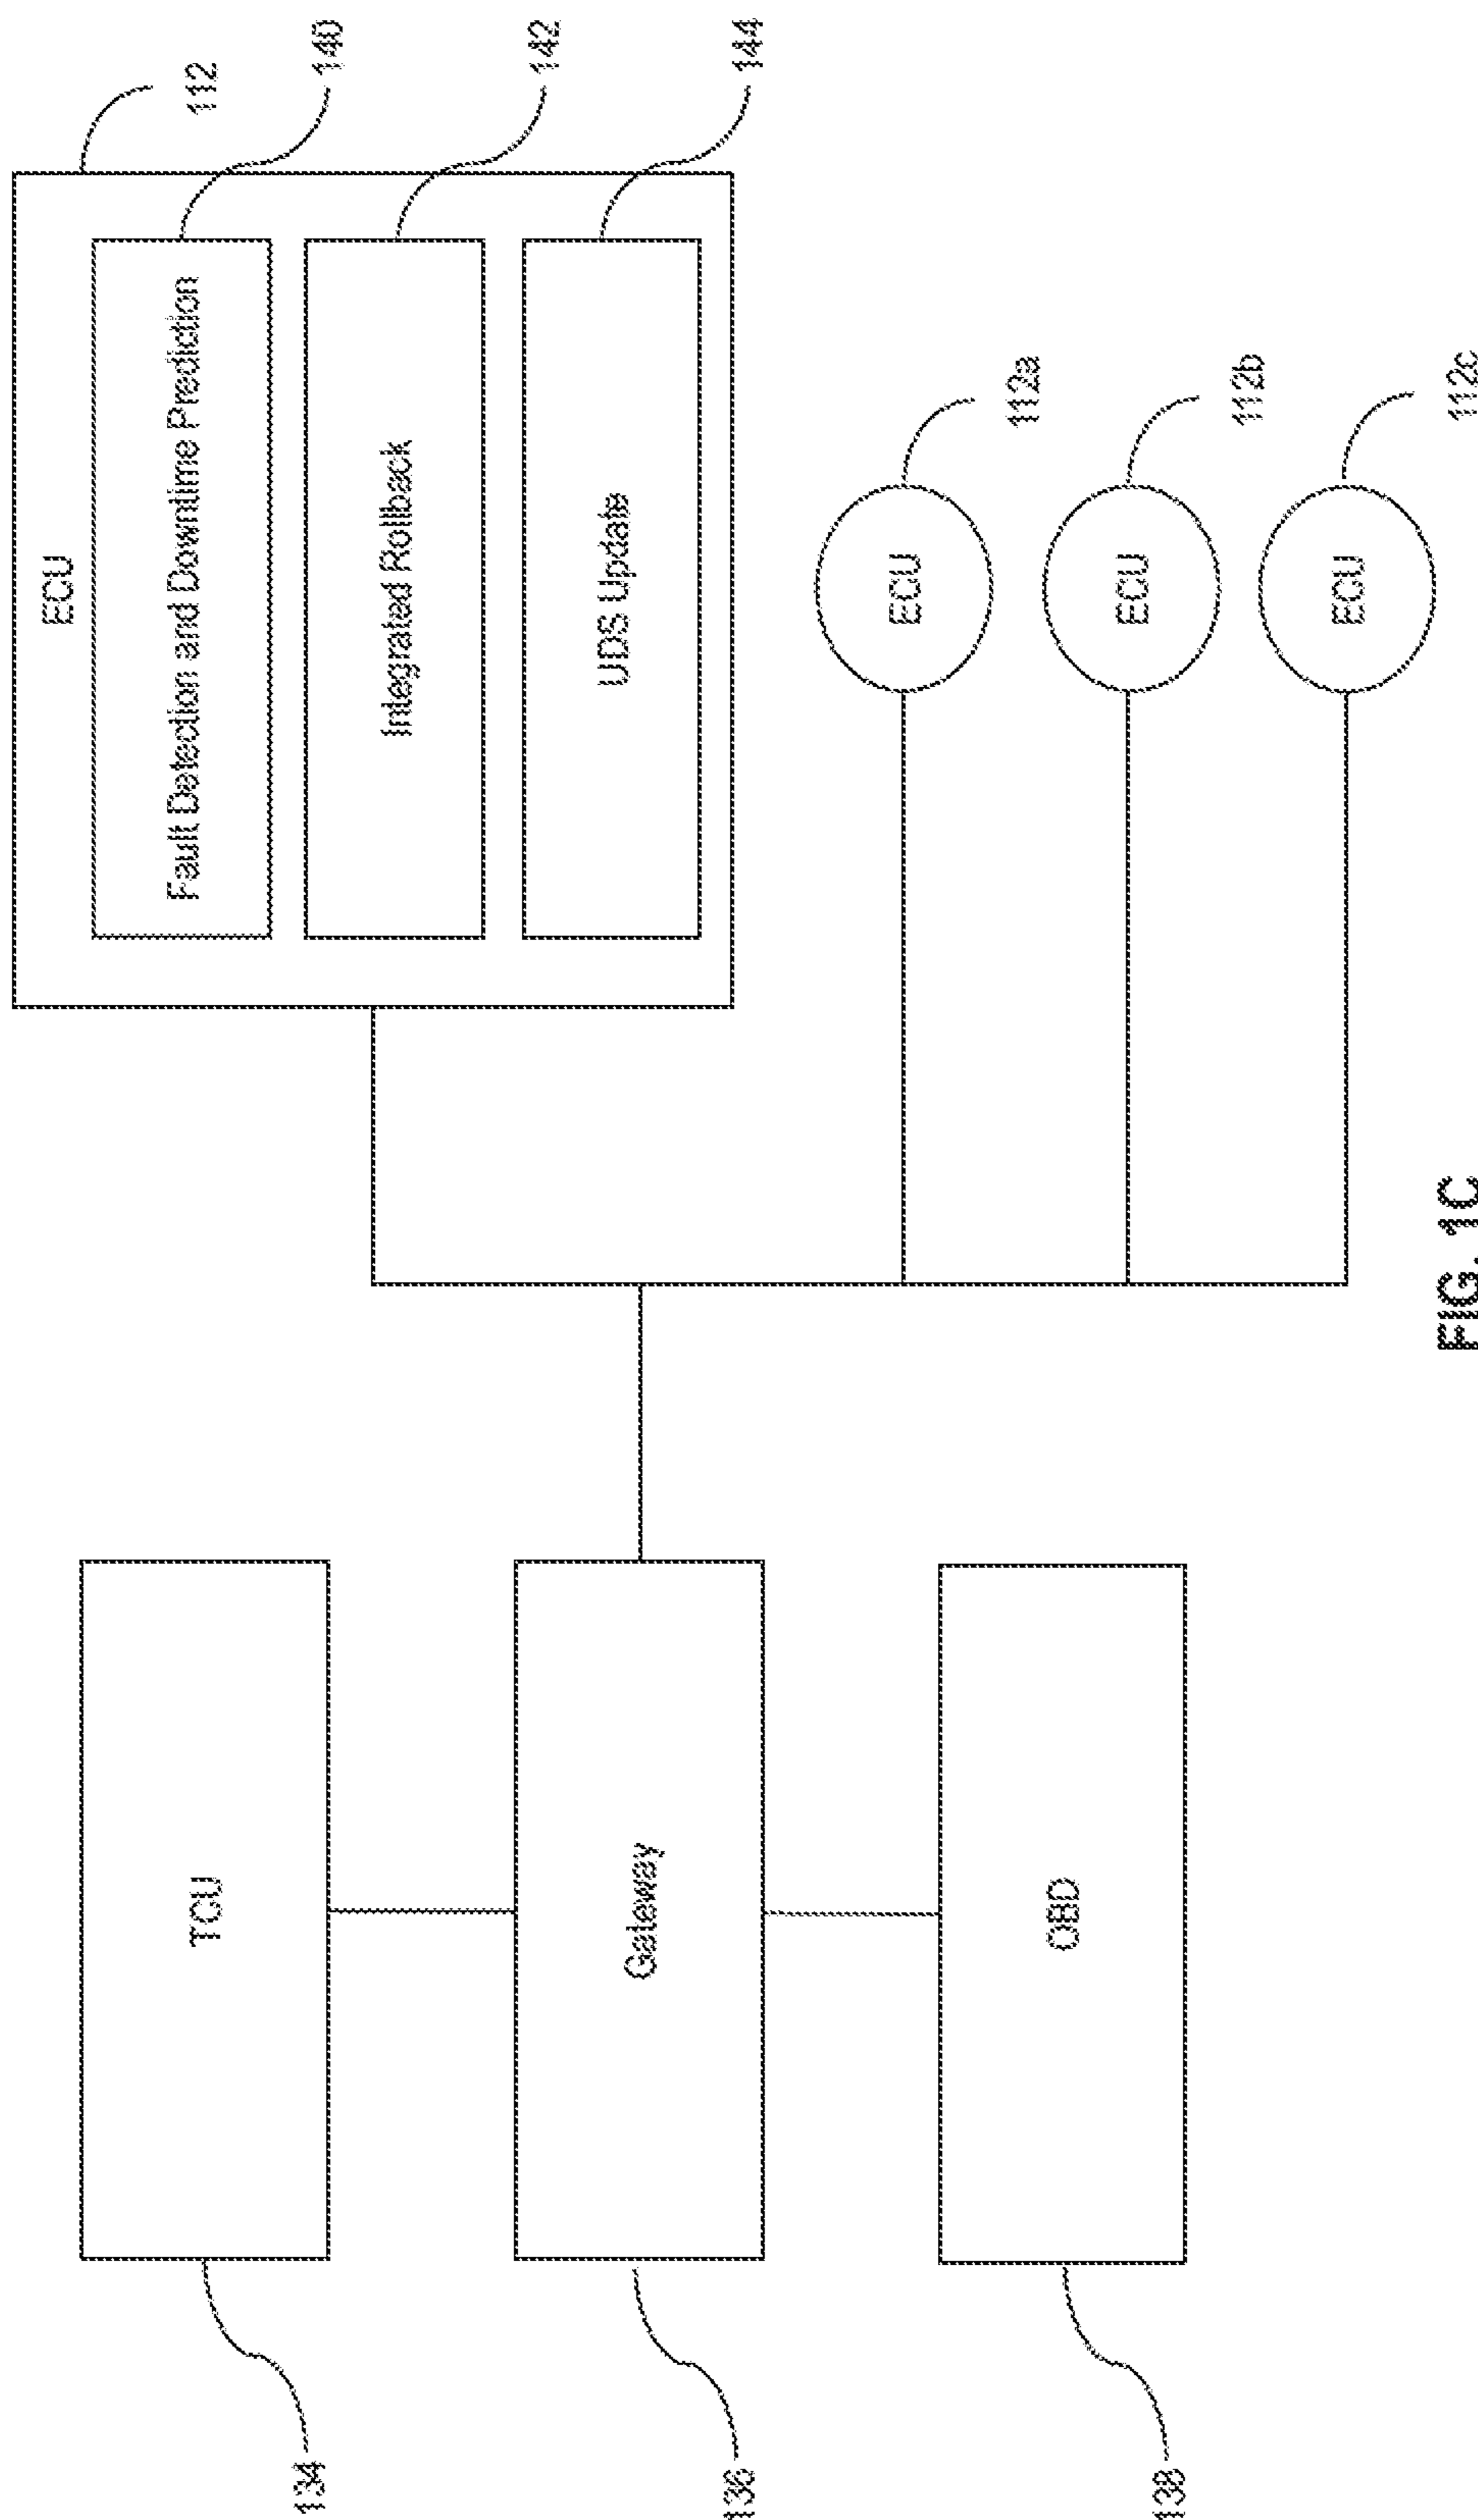 134
TCU
136
Gateway
138
OBD
ECU
Fault Detection and Downtime Prediction
Integrated Rollback
UDS Update
112
140
142
144
ECU
112a
ECU
112b
ECU
112c
FIG. 1C